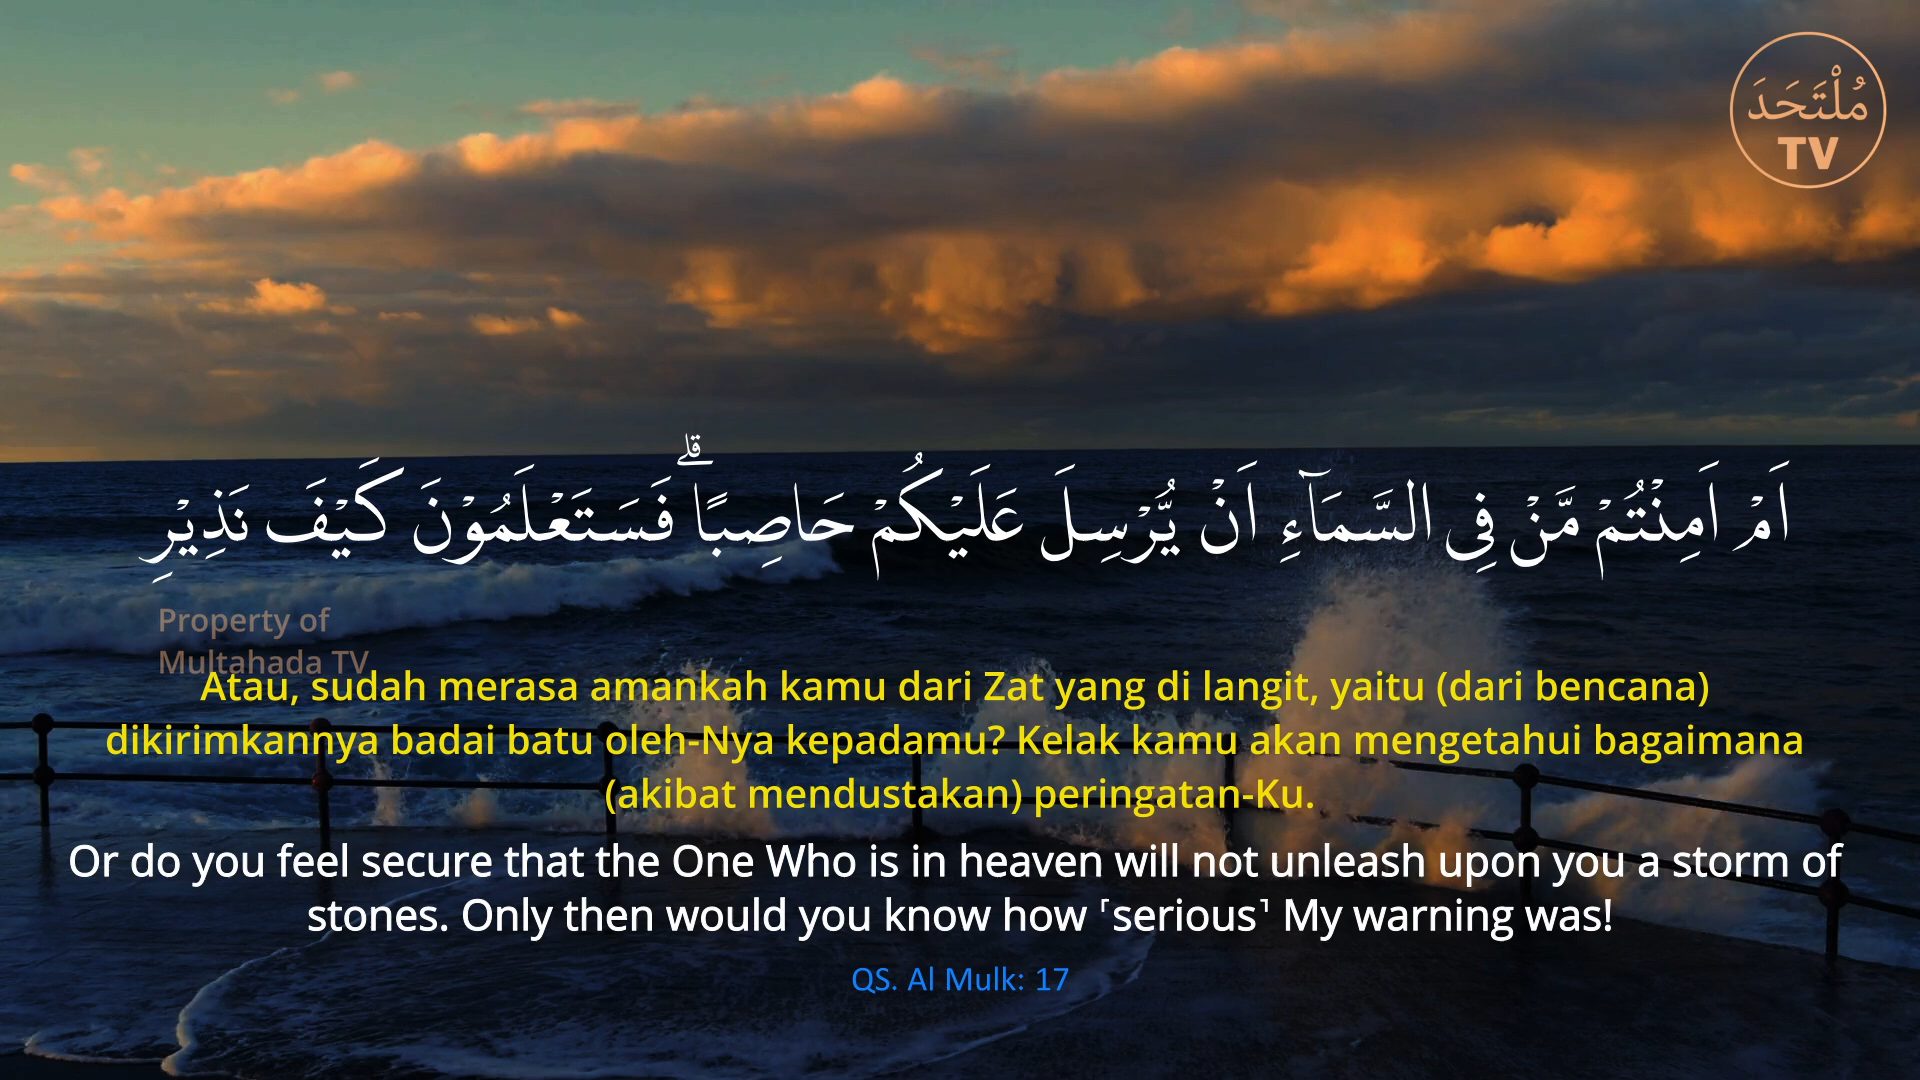 مُلْتَحَدَ
TV
اَمْ اَمِنْتُمْ مَّنْ فِى السَّمَاۤءِ اَنْ يُّرْسِلَ عَلَيْكُمْ حَاصِبًاۗ فَسَتَعْلَمُوْنَ كَيْفَ نَذِيْرِ
Property of
Multahada TV
Atau, sudah merasa amankah kamu dari Zat yang di langit, yaitu (dari bencana)
dikirimkannya badai batu oleh-Nya kepadamu? Kelak kamu akan mengetahui bagaimana
(akibat mendustakan) peringatan-Ku.
Or do you feel secure that the One Who is in heaven will not unleash upon you a storm of
stones. Only then would you know how ˹serious˺ My warning was!
QS. Al Mulk: 17